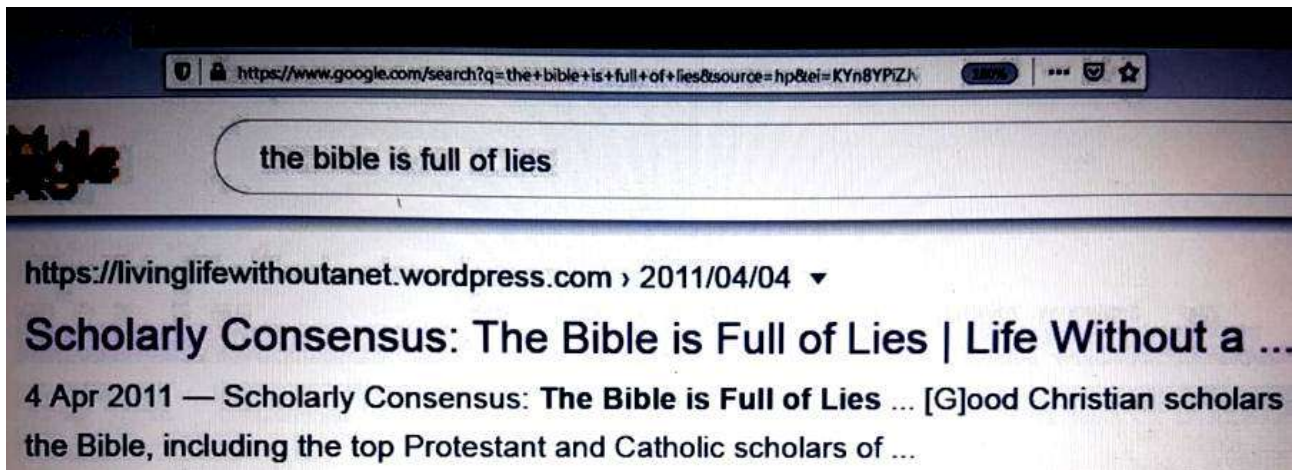 https://www.google.com/search?q=the+bible+is+full+of+lies&source=hp&ei=KYn8YPiZJ
the bible is full of lies
https://livinglifewithoutanet.wordpress.com › 2011/04/04
Scholarly Consensus: The Bible is Full of Lies | Life Without a ...
4 Apr 2011 — Scholarly Consensus: The Bible is Full of Lies ... [G]ood Christian scholars
the Bible, including the top Protestant and Catholic scholars of ...